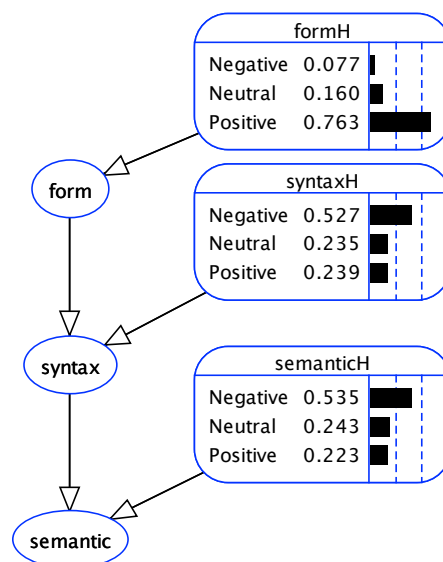 formH
Negative 0.077
Neutral 0.160
Positive 0.763
form
syntaxH
Negative 0.527
Neutral 0.235
Positive 0.239
syntax
semanticH
Negative 0.535
Neutral 0.243
Positive 0.223
semantic